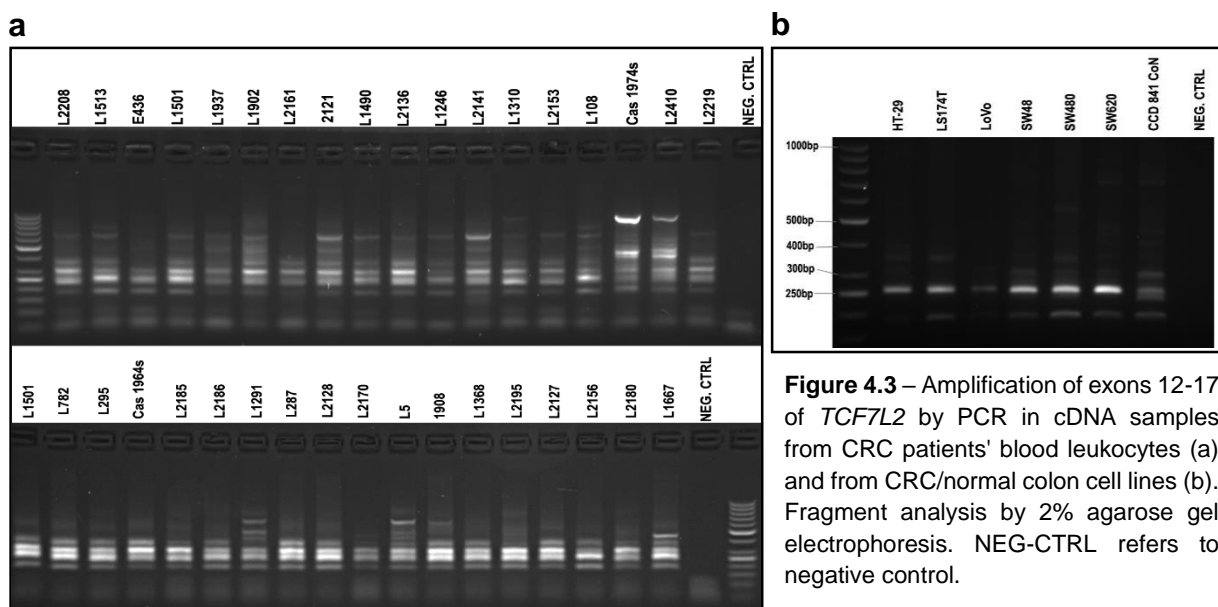 a
L2208 L1513 E436 L1501 L1937 L1902 L2161 2121 L1490 L2136 L1246 L2141 L1310 L2153 L108 Cas 1974s L2410 L2219 NEG. CTRL
L1501 L782 L295 Cas 1964s L2185 L2186 L1291 L287 L2128 L2170 L5 1908 L1368 L2195 L2127 L2156 L2180 L1667 NEG. CTRL
b
HT-29 LS174T LoVo SW48 SW480 SW620 CCD 841 CoN NEG. CTRL
1000bp
500bp
400bp
300bp
250bp
Figure 4.3 – Amplification of exons 12-17
of TCF7L2 by PCR in cDNA samples
from CRC patients' blood leukocytes (a)
and from CRC/normal colon cell lines (b).
Fragment analysis by 2% agarose gel
electrophoresis. NEG-CTRL refers to
negative control.